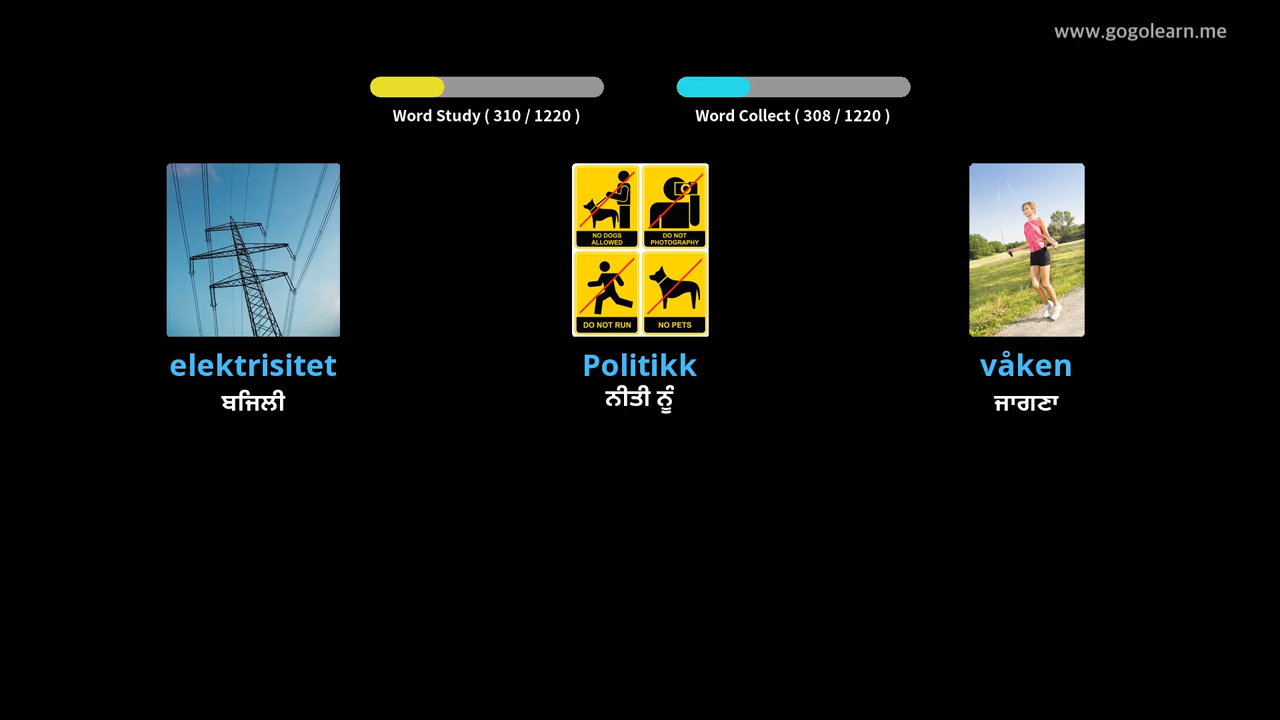 www.gogolearn.me
Word Study ( 310 / 1220 )
Word Collect ( 308 / 1220 )
NO DOGS
ALLOWED
DO NOT
PHOTOGRAPHY
DO NOT RUN
NO PETS
elektrisitet
Politikk
våken
ਬਜਿਲੀ
ਨੀਤੀ ਨੂੰ
ਜਾਗਣਾ